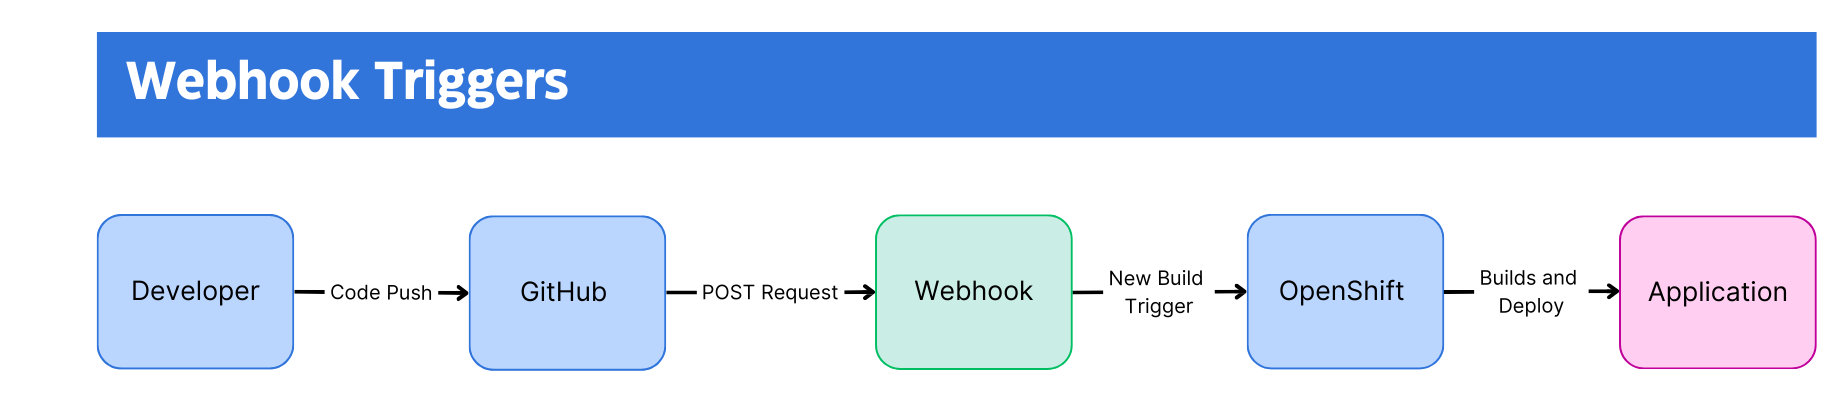 Webhook Triggers
Developer
Code Push
GitHub
POST Request
Webhook
New Build
Trigger
OpenShift
Builds and
Deploy
Application